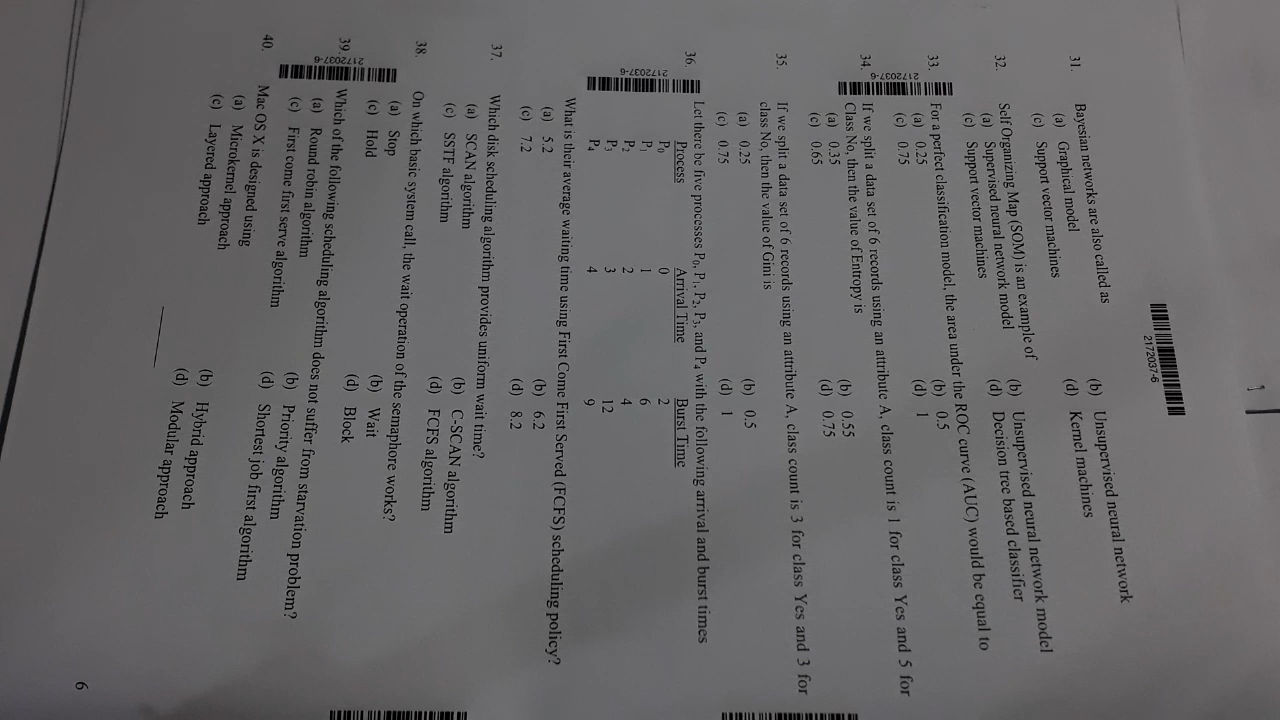 2172037-6
31. Bayesian networks are also called as
(a) Graphical model (b) Unsupervised neural network
(c) Support vector machines (d) Kernel machines
32. Self Organizing Map (SOM) is an example of
(a) Supervised neural network model (b) Unsupervised neural network model
(c) Support vector machines (d) Decision tree based classifier
33. For a perfect classification model, the area under the ROC curve (AUC) would be equal to
(a) 0.25 (b) 0.5
(c) 0.75 (d) 1
2172037-6
34. If we split a data set of 6 records using an attribute A, class count is 1 for class Yes and 5 for
Class No, then the value of Entropy is
(a) 0.35 (b) 0.55
(c) 0.65 (d) 0.75
35. If we split a data set of 6 records using an attribute A, class count is 3 for class Yes and 3 for
class No, then the value of Gini is
(a) 0.25 (b) 0.5
(c) 0.75 (d) 1
36. Let there be five processes P0, P1, P2, P3, and P4 with the following arrival and burst times
2172037-6
Process Arrival Time Burst Time
P0 0 2
P1 1 6
P2 2 4
P3 3 12
P4 4 9
What is their average waiting time using First Come First Served (FCFS) scheduling policy?
(a) 5.2 (b) 6.2
(c) 7.2 (d) 8.2
37. Which disk scheduling algorithm provides uniform wait time?
(a) SCAN algorithm (b) C-SCAN algorithm
(c) SSTF algorithm (d) FCFS algorithm
38. On which basic system call, the wait operation of the semaphore works?
(a) Stop (b) Wait
(c) Hold (d) Block
2172037-6
39. Which of the following scheduling algorithm does not suffer from starvation problem?
(a) Round robin algorithm (b) Priority algorithm
(c) First come first serve algorithm (d) Shortest job first algorithm
40. Mac OS X is designed using
(a) Microkernel approach (b) Hybrid approach
(c) Layered approach (d) Modular approach
6